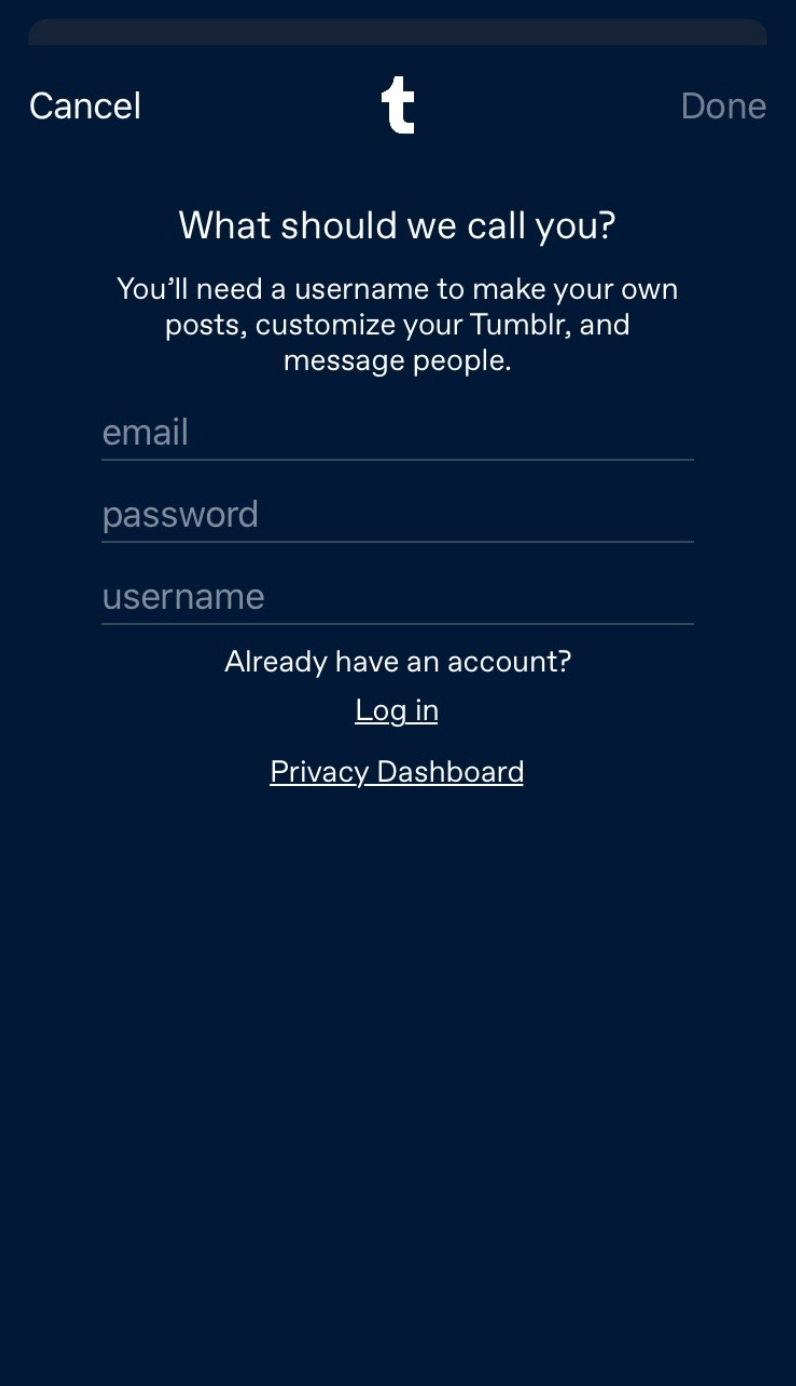 Cancel
t
Done
What should we call you?
You'll need a username to make your own
posts, customize your Tumblr, and
message people.
email
password
username
Already have an account?
Log in
Privacy Dashboard